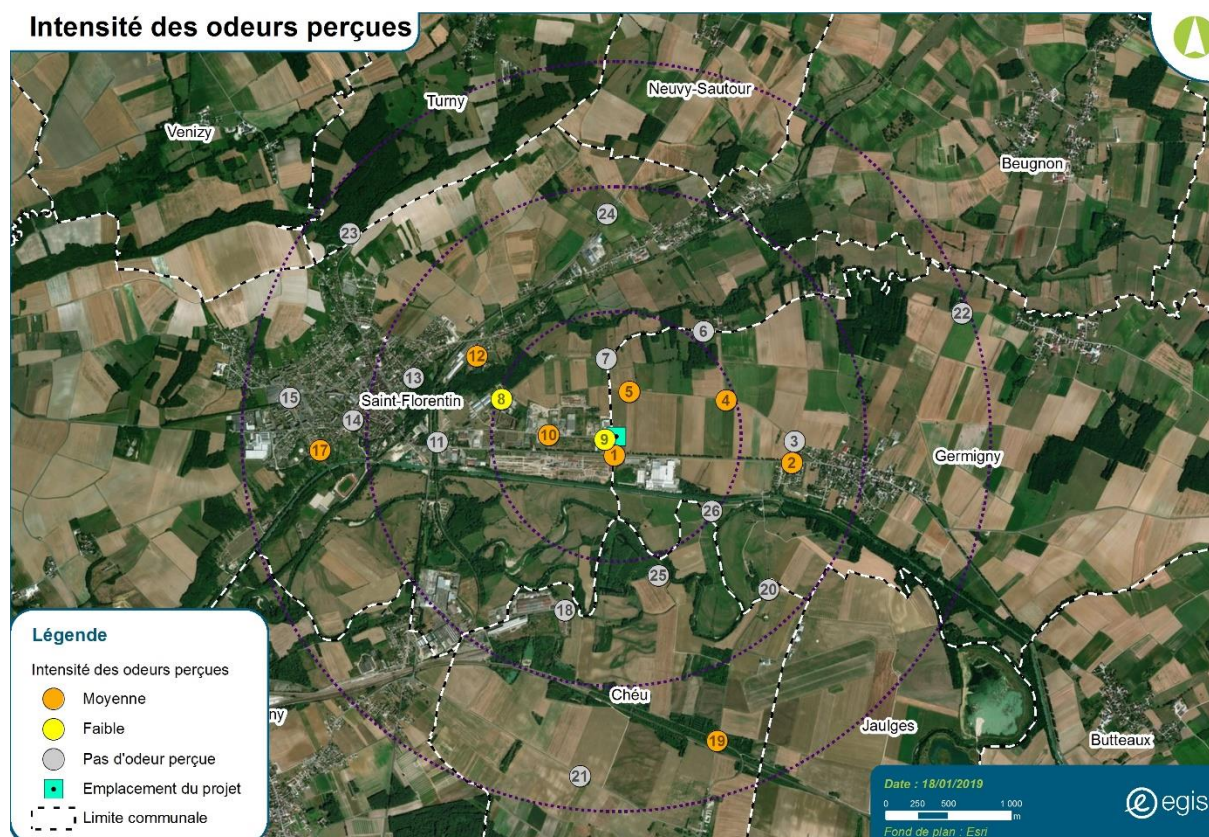 Intensité des odeurs perçues
Neuvy-Sautour
Turny
Venizy
Beugnon
24
23
22
6
7
12
13
5
8
4
15
Saint-Florentin
14
10
9
11
3
17
1
2
Germigny
26
25
20
18
Chéu
ny
19
Jaulges
Butteaux
21
Légende
Intensité des odeurs perçues
Moyenne
Faible
Pas d'odeur perçue
Emplacement du projet
Limite communale
Date : 18/01/2019
0 250 500 1 000
m
Fond de plan : Esri
egis